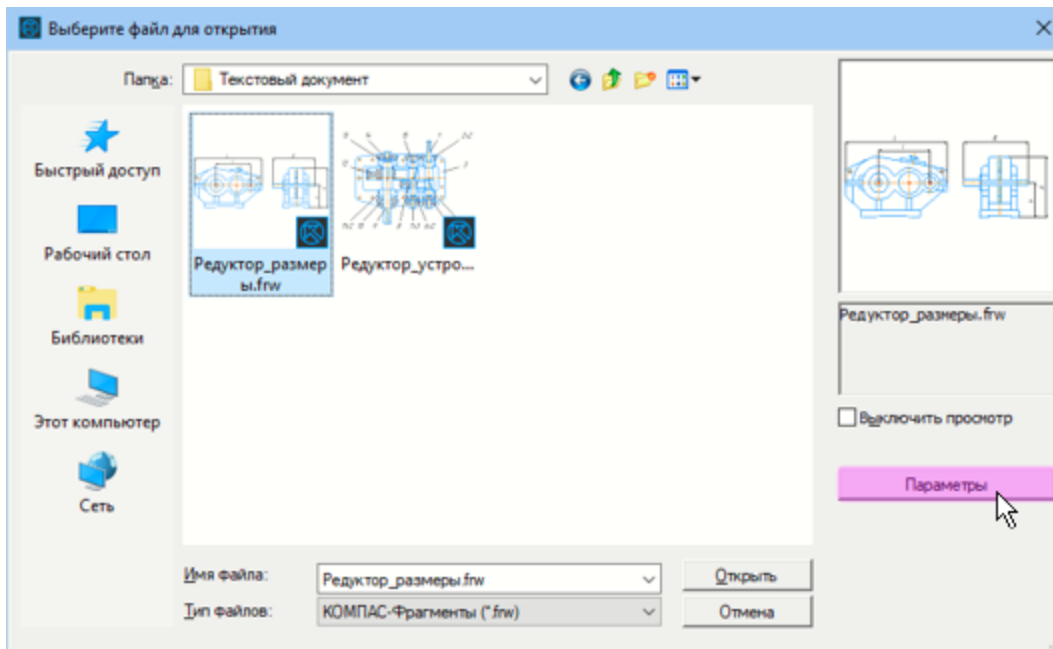 Выберите файл для открытия
Папка: Текстовый документ
Быстрый доступ
Рабочий стол
Библиотеки
Этот компьютер
Сеть
Редуктор_размер
ы.frw
Редуктор_устро...
Редуктор_размеры.frw
Выключить просмотр
Параметры
Имя файла: Редуктор_размеры.frw
Открыть
Тип файлов: КОМПАС-Фрагменты (*.frw)
Отмена